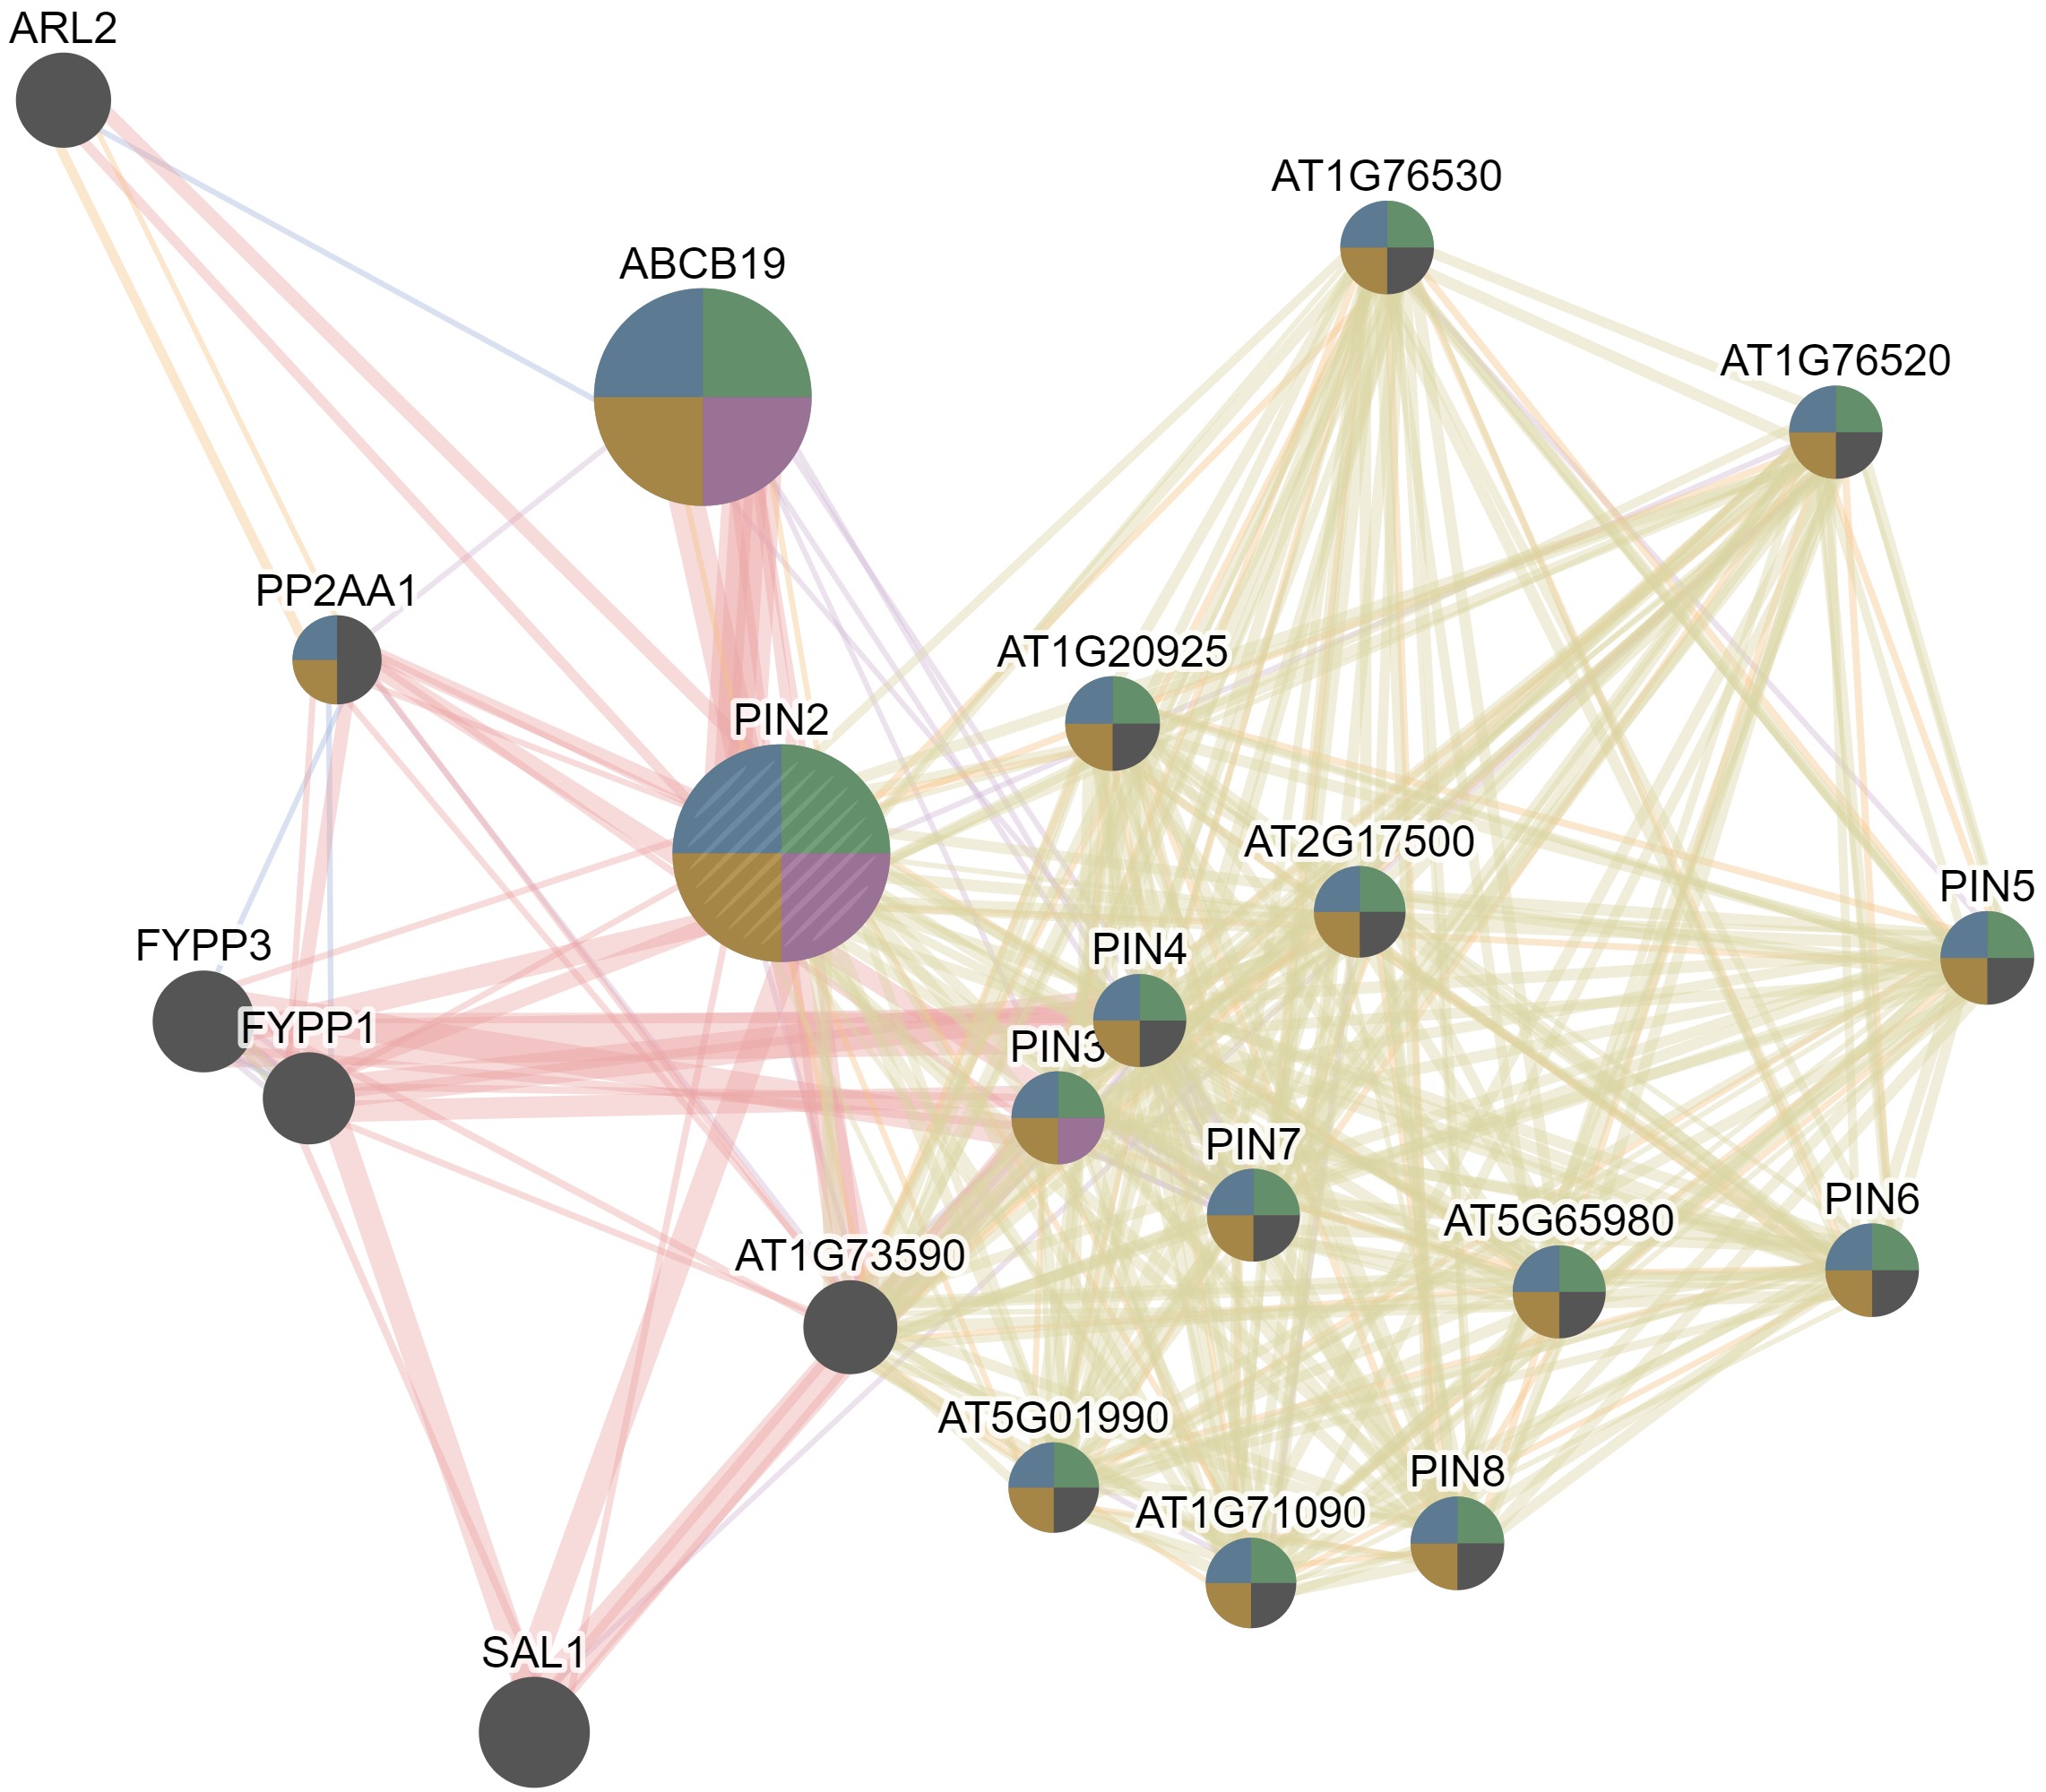 ARL2
AT1G76530
ABCB19
AT1G76520
PP2AA1
AT1G20925
PIN2
AT2G17500
PIN5
FYPP3
PIN4
FYPP1
PIN3
PIN7
PIN6
AT5G65980
AT1G73590
AT5G01990
PIN8
AT1G71090
SAL1